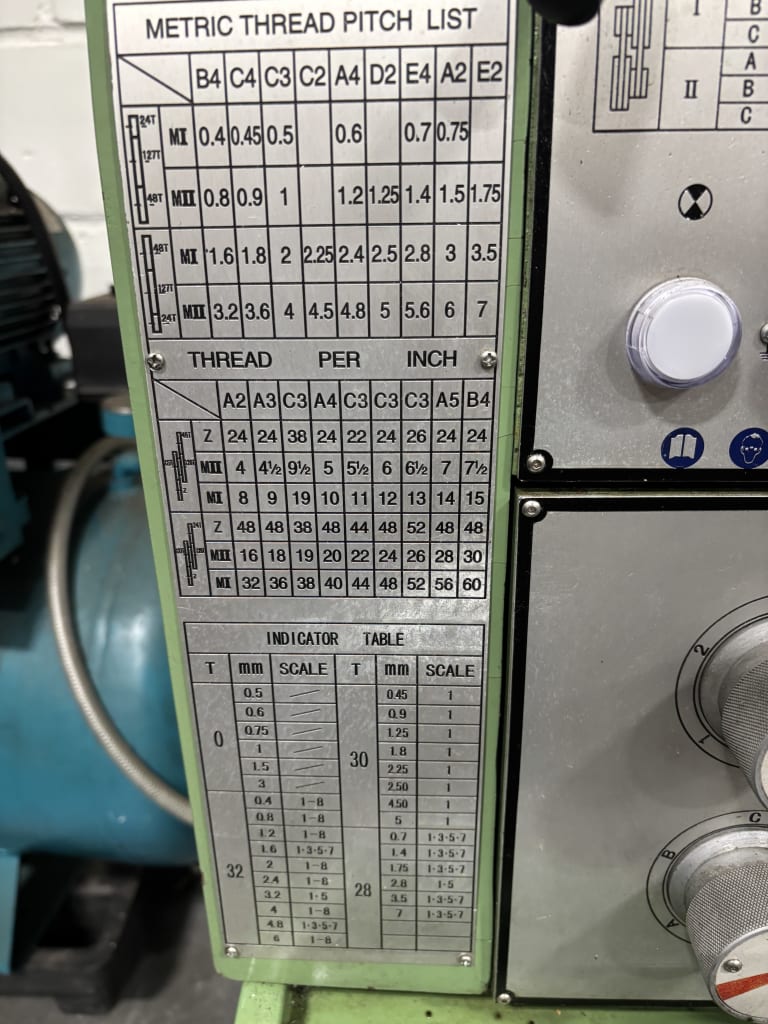 METRIC THREAD PITCH LIST
B4 C4 C3 C2 A4 D2 E4 A2 E2
24T 127T 48T
MI 0.4 0.45 0.5 0.6 0.7 0.75
MII 0.8 0.9 1 1.2 1.25 1.4 1.5 1.75
48T 127T 24T
MI 1.6 1.8 2 2.25 2.4 2.5 2.8 3 3.5
MII 3.2 3.6 4 4.5 4.8 5 5.6 6 7
THREAD PER INCH
A2 A3 C3 A4 C3 C3 C3 A5 B4
Z 24 24 38 24 22 24 26 24 24
MII 4 4½ 9½ 5 5½ 6 6½ 7 7½
MI 8 9 19 10 11 12 13 14 15
Z 48 48 38 48 44 48 52 48 48
MII 16 18 19 20 22 24 26 28 30
MI 32 36 38 40 44 48 52 56 60
INDICATOR TABLE
T mm SCALE T mm SCALE
0 30
0.5 0.45 1
0.6 0.9 1
0.75 1.25 1
1 1.8 1
1.5 2.25 1
3 2.50 1
32 28
0.4 1-8 4.50 1
0.8 1-8 5 1
1.2 1-8 0.7 1·3·5·7
1.6 1·3·5·7 1.4 1·3·5·7
2 1-8 1.75 1·3·5·7
2.4 1-8 2.8 1·5
3.2 1·5 3.5 1·3·5·7
4 1-8 7 1·3·5·7
4.8 1·3·5·7
6 1-8
I B
C
II A
B
C
2
1
C
B
A